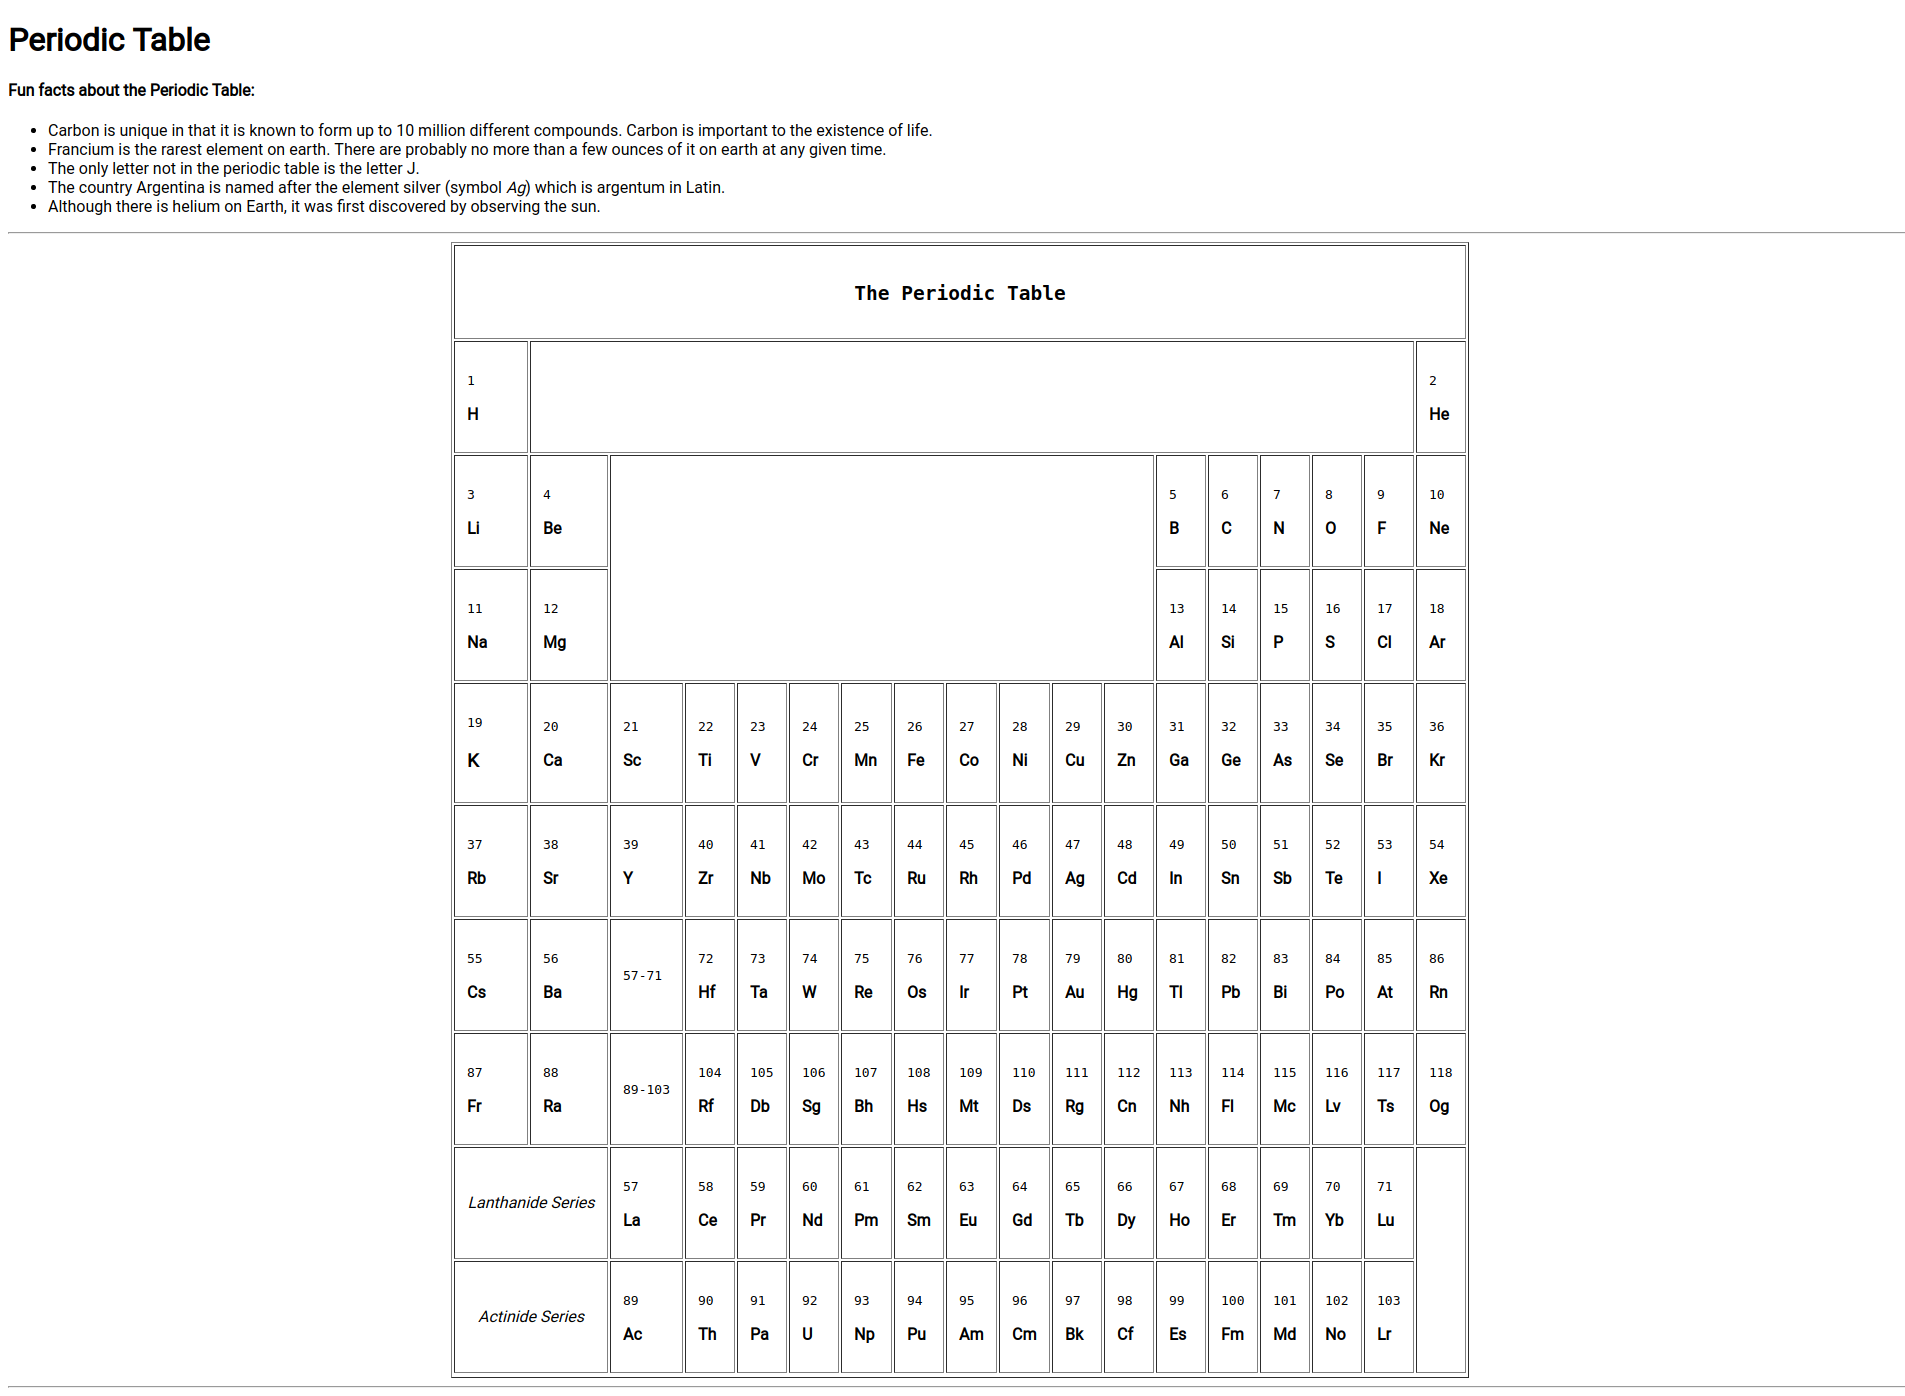 Periodic Table
Fun facts about the Periodic Table:
• Carbon is unique in that it is known to form up to 10 million different compounds. Carbon is important to the existence of life.
• Francium is the rarest element on earth. There are probably no more than a few ounces of it on earth at any given time.
• The only letter not in the periodic table is the letter J.
• The country Argentina is named after the element silver (symbol Ag) which is argentum in Latin.
• Although there is helium on Earth, it was first discovered by observing the sun.
The Periodic Table
1 2
H He
3 4 5 6 7 8 9 10
Li Be B C N O F Ne
11 12 13 14 15 16 17 18
Na Mg Al Si P S Cl Ar
19 20 21 22 23 24 25 26 27 28 29 30 31 32 33 34 35 36
K Ca Sc Ti V Cr Mn Fe Co Ni Cu Zn Ga Ge As Se Br Kr
37 38 39 40 41 42 43 44 45 46 47 48 49 50 51 52 53 54
Rb Sr Y Zr Nb Mo Tc Ru Rh Pd Ag Cd In Sn Sb Te I Xe
55 56 57-71 72 73 74 75 76 77 78 79 80 81 82 83 84 85 86
Cs Ba Hf Ta W Re Os Ir Pt Au Hg Tl Pb Bi Po At Rn
87 88 89-103 104 105 106 107 108 109 110 111 112 113 114 115 116 117 118
Fr Ra Rf Db Sg Bh Hs Mt Ds Rg Cn Nh Fl Mc Lv Ts Og
Lanthanide Series 57 58 59 60 61 62 63 64 65 66 67 68 69 70 71
La Ce Pr Nd Pm Sm Eu Gd Tb Dy Ho Er Tm Yb Lu
Actinide Series 89 90 91 92 93 94 95 96 97 98 99 100 101 102 103
Ac Th Pa U Np Pu Am Cm Bk Cf Es Fm Md No Lr